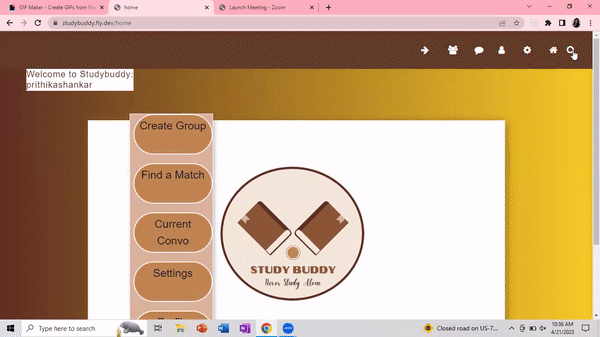 GIF Maker - Create GIFs from Vi
home
Launch Meeting - Zoom
studybuddy.fly.dev/home
Welcome to Studybuddy:
prithikashankar
Create Group
Find a Match
Current
Convo
Settings
STUDY BUDDY
Never Study Alone
Type here to search
Closed road on US-7...
10:36 AM
4/21/2023